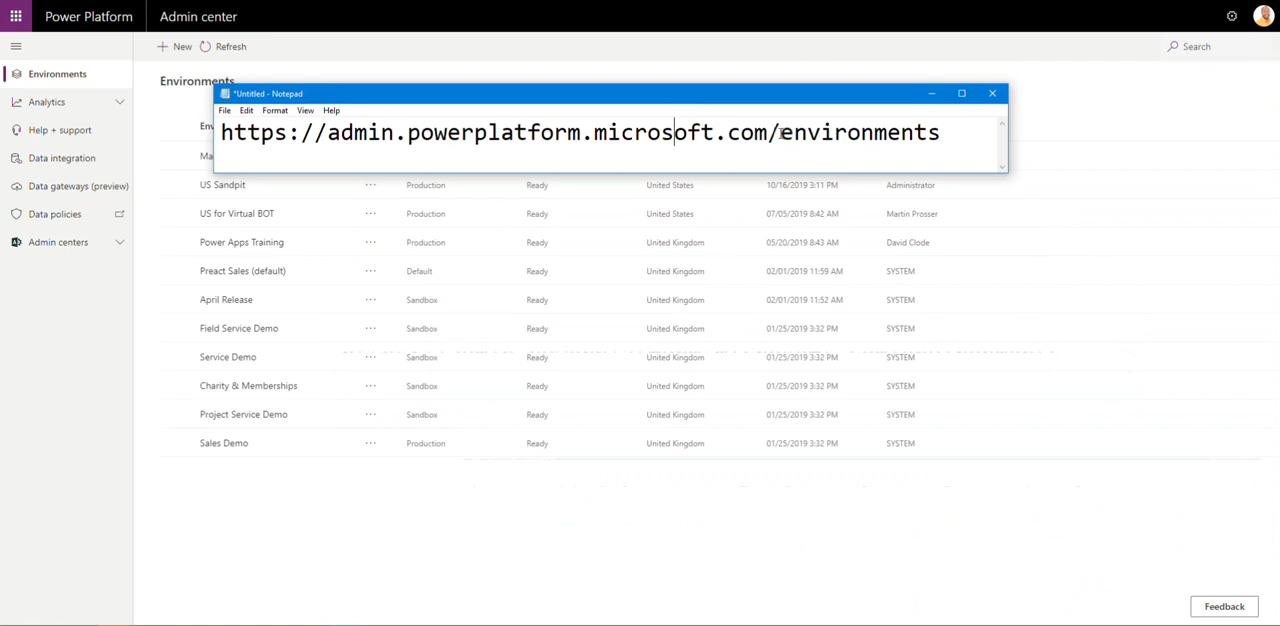 Power Platform Admin center
New Refresh Search
Environments
Environments
Analytics
Help + support
Data integration
Data gateways (preview)
Data policies
Admin centers
*Untitled - Notepad
File Edit Format View Help
https://admin.powerplatform.microsoft.com/environments
US Sandpit ... Production Ready United States 10/16/2019 3:11 PM Administrator
US for Virtual BOT ... Production Ready United States 07/05/2019 8:42 AM Martin Prosser
Power Apps Training ... Production Ready United Kingdom 05/20/2019 8:43 AM David Clode
Preact Sales (default) ... Default Ready United Kingdom 02/01/2019 11:59 AM SYSTEM
April Release ... Sandbox Ready United Kingdom 02/01/2019 11:52 AM SYSTEM
Field Service Demo ... Sandbox Ready United Kingdom 01/25/2019 3:32 PM SYSTEM
Service Demo ... Sandbox Ready United Kingdom 01/25/2019 3:32 PM SYSTEM
Charity & Memberships ... Sandbox Ready United Kingdom 01/25/2019 3:32 PM SYSTEM
Project Service Demo ... Sandbox Ready United Kingdom 01/25/2019 3:32 PM SYSTEM
Sales Demo ... Production Ready United Kingdom 01/25/2019 3:32 PM SYSTEM
Feedback